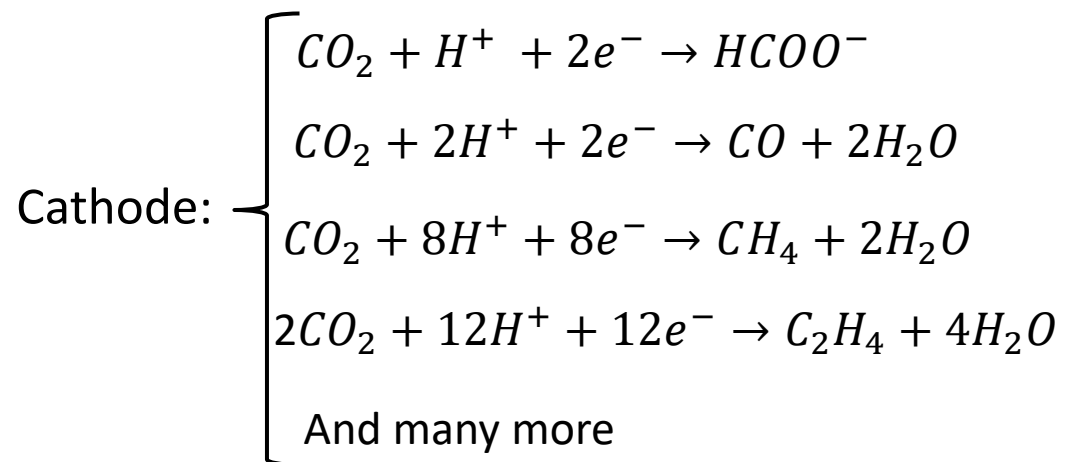 CO₂ + H⁺ + 2e⁻ → HCOO⁻
CO₂ + 2H⁺ + 2e⁻ → CO + 2H₂O
Cathode:
CO₂ + 8H⁺ + 8e⁻ → CH₄ + 2H₂O
2CO₂ + 12H⁺ + 12e⁻ → C₂H₄ + 4H₂O
And many more